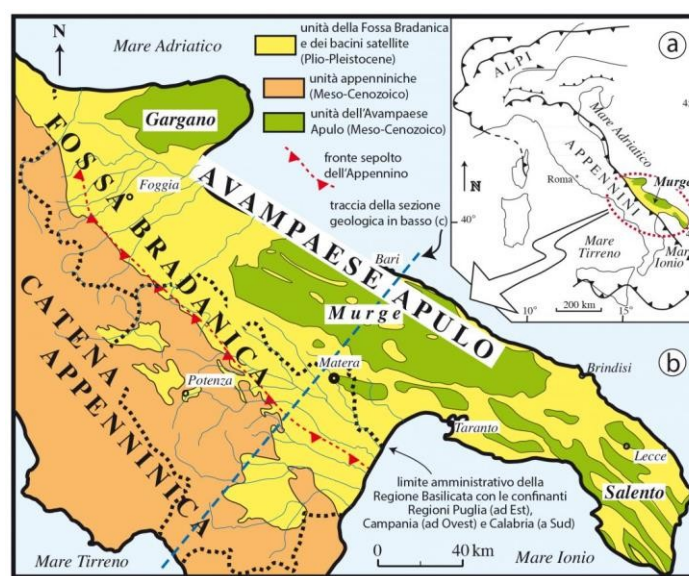 N
Mare Adriatico
unità della Fossa Bradanica
e dei bacini satellite
(Plio-Pleistocene)
unità appenniniche
(Meso-Cenozoico)
unità dell'Avampaese
Apulo (Meso-Cenozoico)
fronte sepolto
dell'Appennino
traccia della sezione
geologica in basso (c)
Gargano
Foggia
FOSSA BRADANICA
AVAMPAESE APULO
CATENA
APPENNINICA
Bari
Murge
Matera
Potenza
Brindisi
Taranto
Lecce
Salento
limite amministrativo della
Regione Basilicata con le confinanti
Regioni Puglia (ad Est),
Campania (ad Ovest) e Calabria (a Sud)
0 40 km
Mare Tirreno
Mare Ionio
b
a
ALPI
Mare Adriatico
APPENNINI
Roma
Murge
N
40°
Mare
Tirreno
Mar
Ionio
10°
200 km
15°